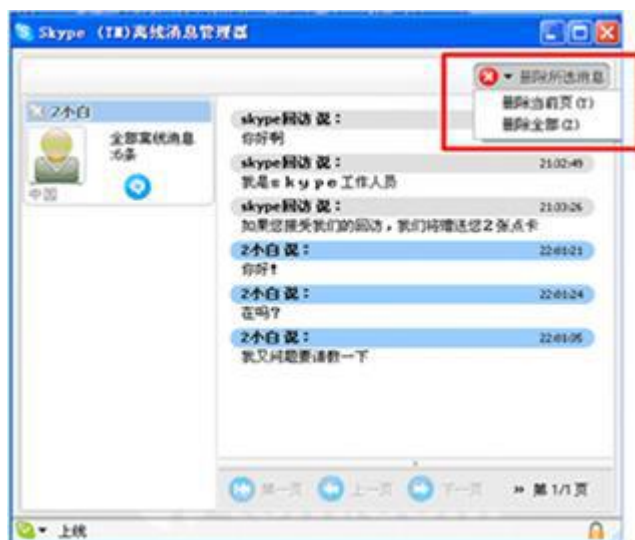 Skype (TM)离线消息管理器
删除所选消息
删除当前页(Y)
删除全部(Z)
2小白
全部离线消息
:6条
中国
skype回访 说：
你好啊
skype回访 说： 21:02:49
我是skype工作人员
skype回访 说： 21:03:26
如果您接受我们的回访，我们将赠送您2张点卡
2小白 说： 22:01:21
你好!
2小白 说： 22:01:24
在吗?
2小白 说： 22:01:35
我又问题要请教一下
第一页 上一页 下一页 » 第 1/1 页
上线